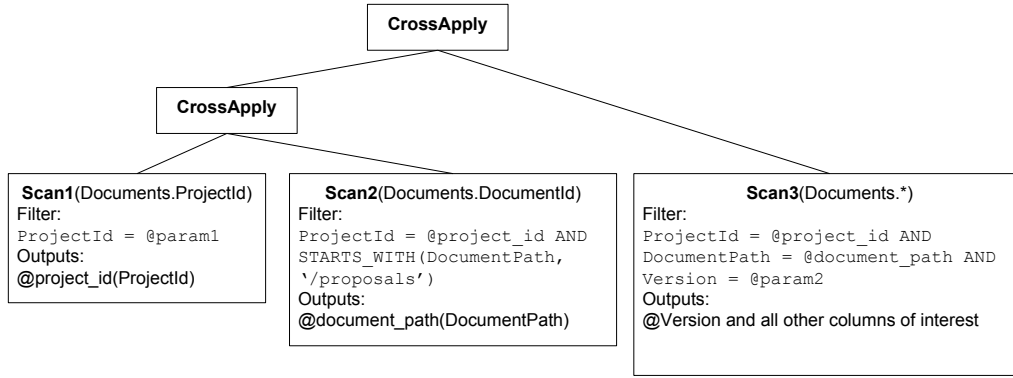 CrossApply
CrossApply
Scan1(Documents.ProjectId)
Filter:
ProjectId = @param1
Outputs:
@project_id(ProjectId)
Scan2(Documents.DocumentId)
Filter:
ProjectId = @project_id AND
STARTS_WITH(DocumentPath,
‘/proposals’)
Outputs:
@document_path(DocumentPath)
Scan3(Documents.*)
Filter:
ProjectId = @project_id AND
DocumentPath = @document_path AND
Version = @param2
Outputs:
@Version and all other columns of interest